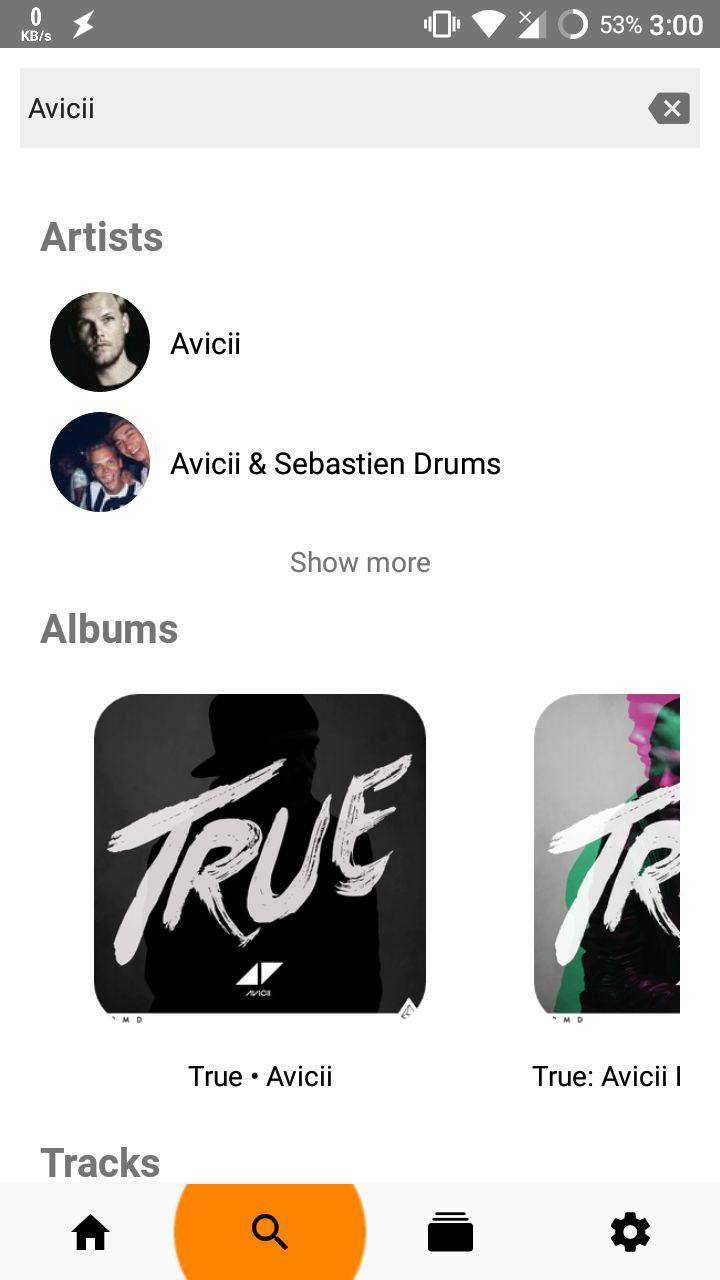 0
KB/s
53% 3:00
Avicii
Artists
Avicii
Avicii & Sebastien Drums
Show more
Albums
TRUE
AVICII
P M D
TR
P M D
True • Avicii
True: Avicii
Tracks